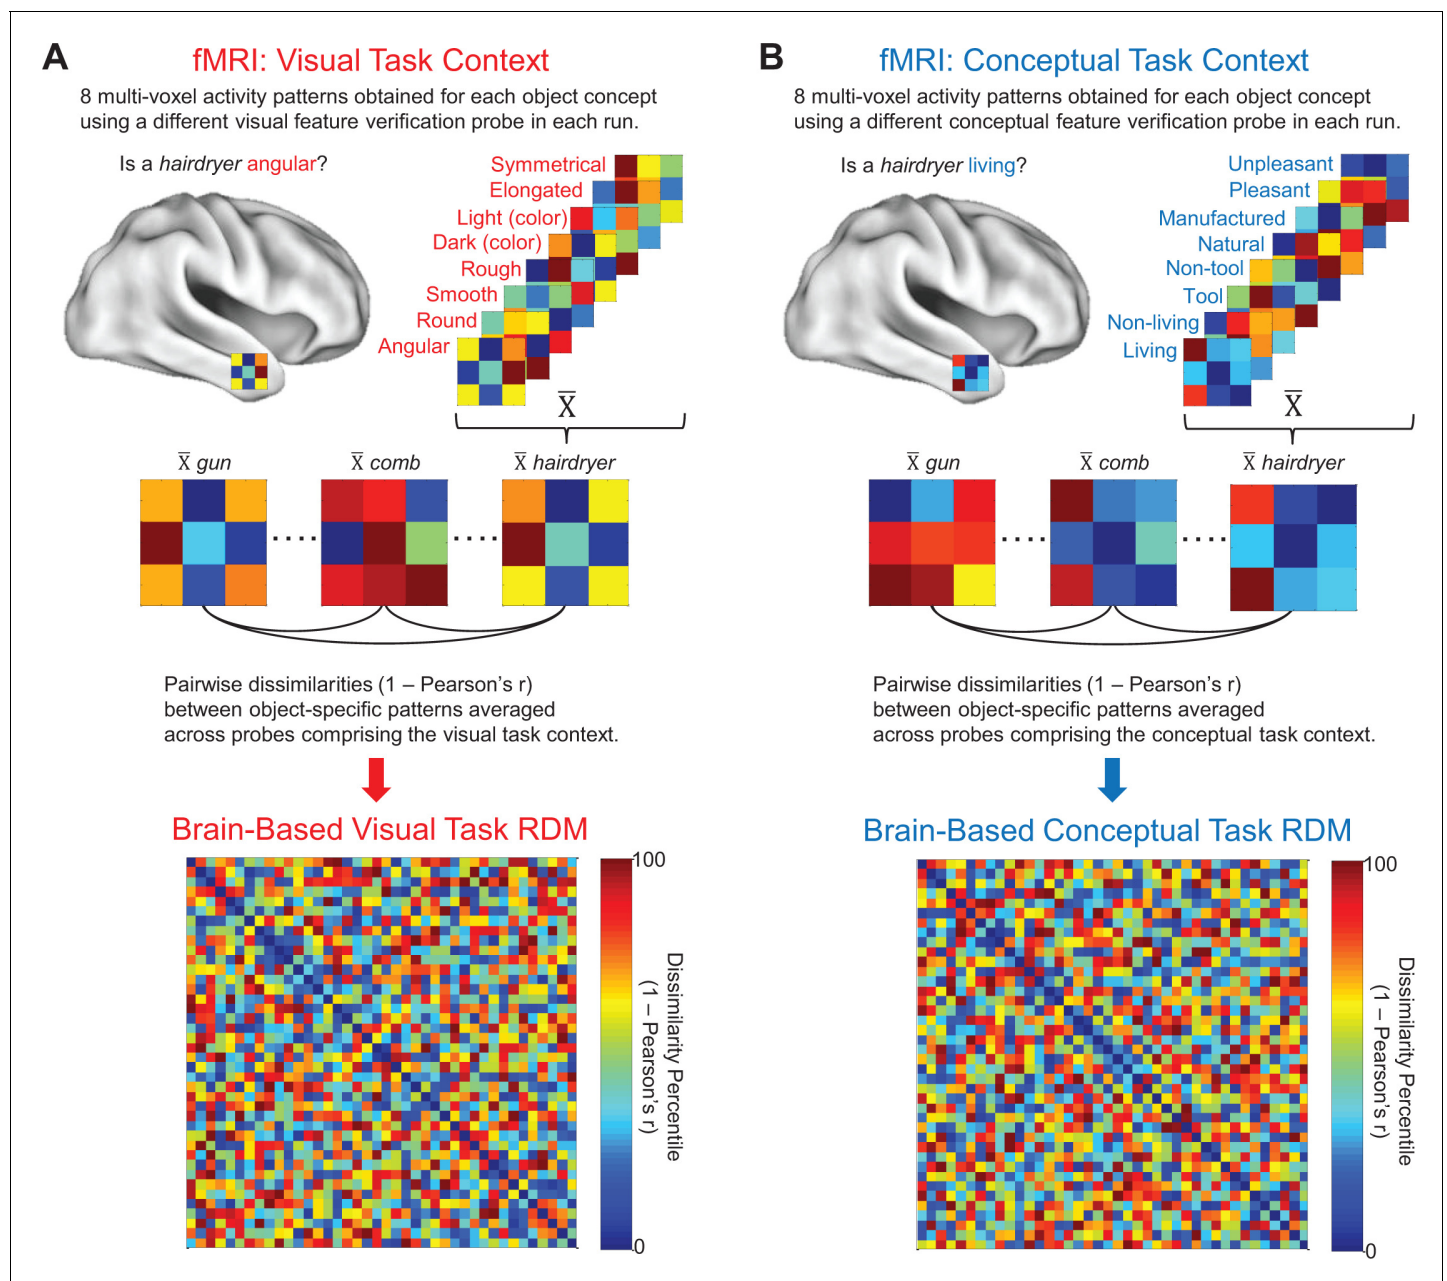 A
fMRI: Visual Task Context
8 multi-voxel activity patterns obtained for each object concept
using a different visual feature verification probe in each run.
Is a hairdryer angular?
Symmetrical
Elongated
Light (color)
Dark (color)
Rough
Smooth
Round
Angular
X̅
X̅ gun
X̅ comb
X̅ hairdryer
Pairwise dissimilarities (1 – Pearson's r)
between object-specific patterns averaged
across probes comprising the visual task context.
Brain-Based Visual Task RDM
100
Dissimilarity Percentile
(1 – Pearson's r)
0
B
fMRI: Conceptual Task Context
8 multi-voxel activity patterns obtained for each object concept
using a different conceptual feature verification probe in each run.
Is a hairdryer living?
Unpleasant
Pleasant
Manufactured
Natural
Non-tool
Tool
Non-living
Living
X̅
X̅ gun
X̅ comb
X̅ hairdryer
Pairwise dissimilarities (1 – Pearson's r)
between object-specific patterns averaged
across probes comprising the conceptual task context.
Brain-Based Conceptual Task RDM
100
Dissimilarity Percentile
(1 – Pearson's r)
0